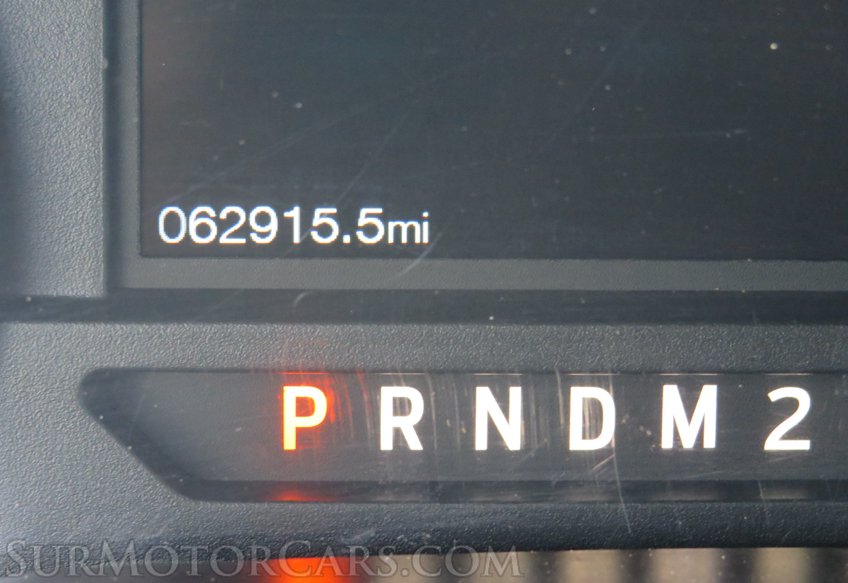 062915.5mi
P R N D M 2
SURMOTORCARS.COM